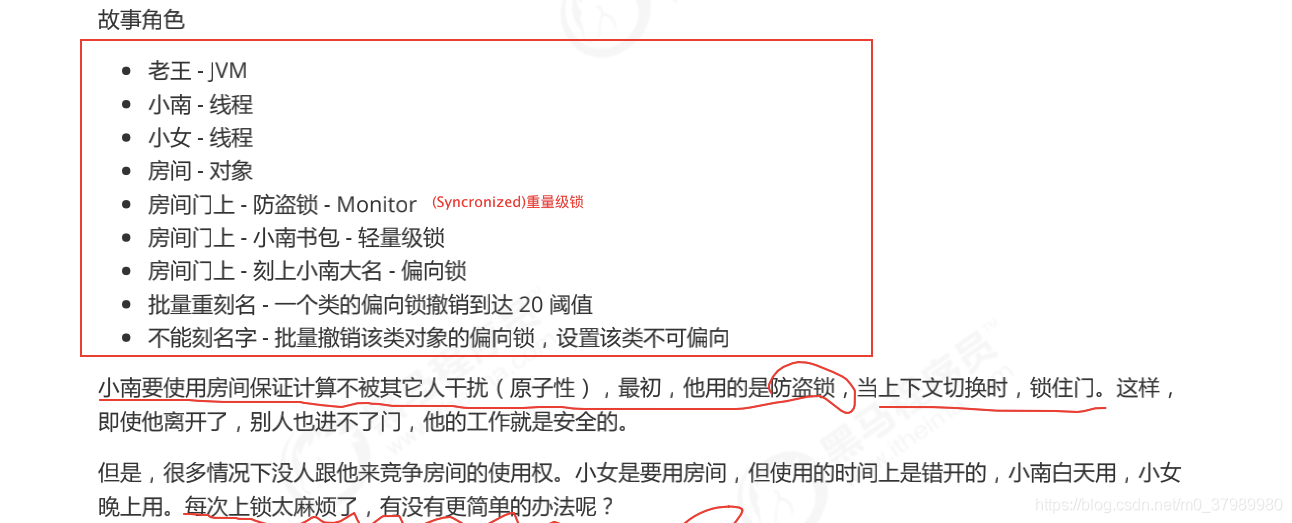 故事角色
老王 - JVM
小南 - 线程
小女 - 线程
房间 - 对象
房间门上 - 防盗锁 - Monitor (Syncronized)重量级锁
房间门上 - 小南书包 - 轻量级锁
房间门上 - 刻上小南大名 - 偏向锁
批量重刻名 - 一个类的偏向锁撤销到达 20 阈值
不能刻名字 - 批量撤销该类对象的偏向锁，设置该类不可偏向
小南要使用房间保证计算不被其它人干扰（原子性），最初，他用的是防盗锁，当上下文切换时，锁住门。这样，
即使他离开了，别人也进不了门，他的工作就是安全的。
但是，很多情况下没人跟他来竞争房间的使用权。小女是要用房间，但使用的时间上是错开的，小南白天用，小女
晚上用。每次上锁太麻烦了，有没有更简单的办法呢？
https://blog.csdn.net/m0_37989980